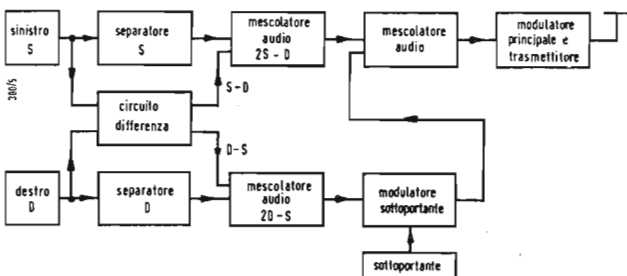 sinistro
S
separatore
S
mescolatore
audio
2S-D
mescolatore
audio
modulatore
principale e
trasmettitore
S-D
300/S
circuito
differenza
D-S
destro
D
separatore
D
mescolatore
audio
2D-S
modulatore
sottoportante
sottoportante